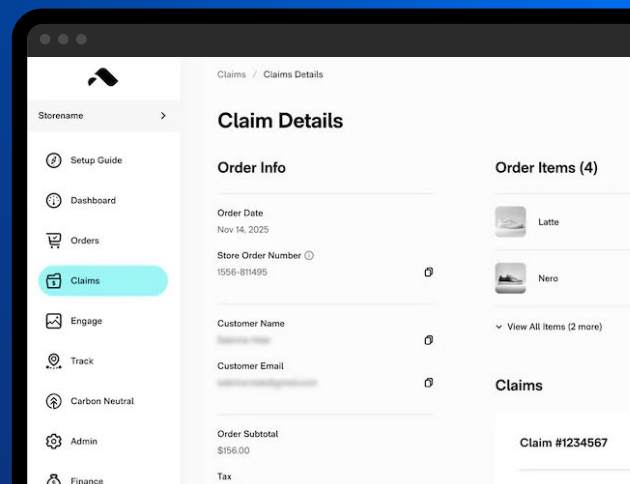 Storename
Setup Guide
Dashboard
Orders
Claims
Engage
Track
Carbon Neutral
Admin
Finance
Claims / Claims Details
Claim Details
Order Info
Order Date
Nov 14, 2025
Store Order Number
1556-811495
Customer Name
Customer Email
Order Subtotal
$156.00
Tax
Order Items (4)
Latte
Nero
View All Items (2 more)
Claims
Claim #1234567